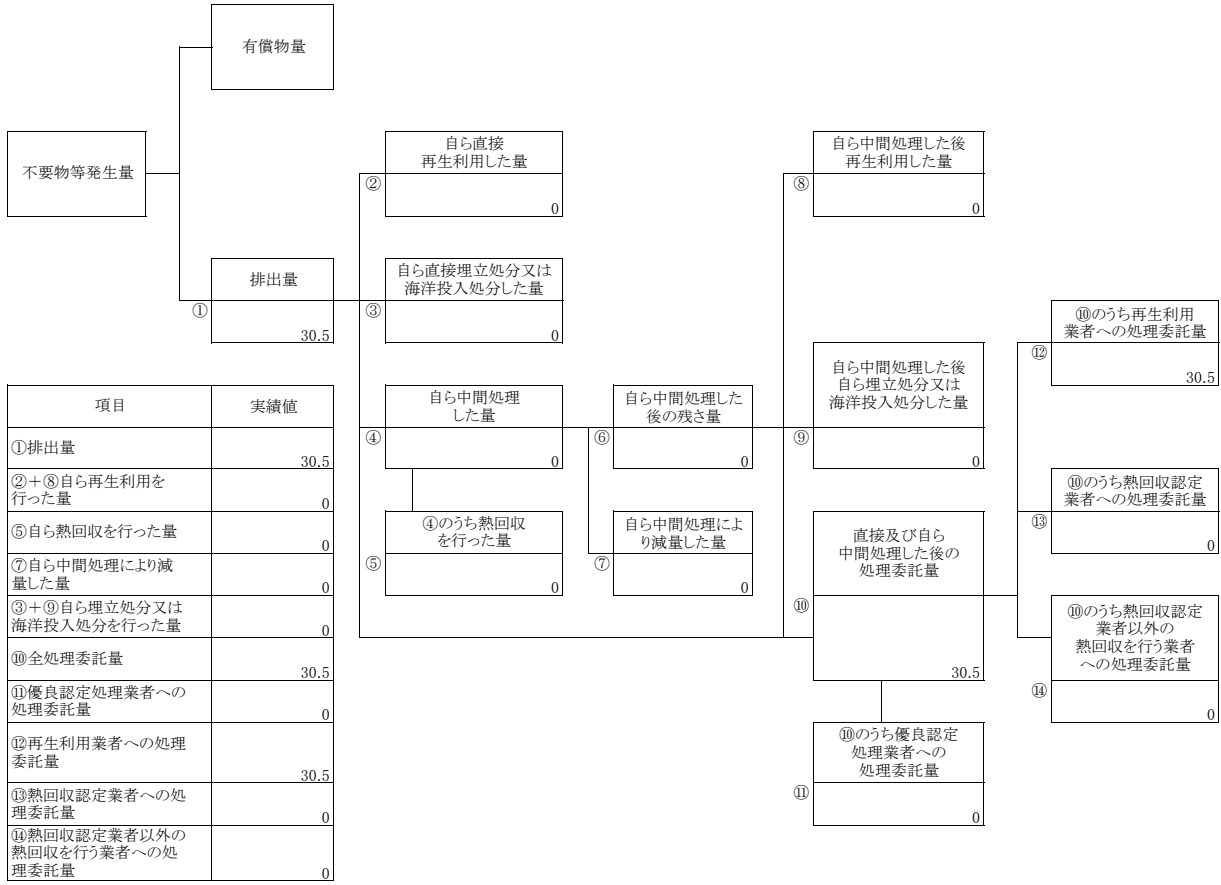 有償物量
不要物等発生量
自ら直接
再生利用した量
②
0
自ら中間処理した後
再生利用した量
⑧
0
排出量
①
30.5
自ら直接埋立処分又は
海洋投入処分した量
③
0
⑩のうち再生利用
業者への処理委託量
⑫
30.5
自ら中間処理
した量
④
0
自ら中間処理した
後の残さ量
⑥
0
自ら中間処理した後
自ら埋立処分又は
海洋投入処分した量
⑨
0
⑩のうち熱回収認定
業者への処理委託量
⑬
0
④のうち熱回収
を行った量
⑤
0
自ら中間処理によ
り減量した量
⑦
0
直接及び自ら
中間処理した後の
処理委託量
⑩
30.5
⑩のうち熱回収認定
業者以外の
熱回収を行う業者
への処理委託量
⑭
0
⑩のうち優良認定
処理業者への
処理委託量
⑪
0
項目 実績値
①排出量
30.5
②＋⑧自ら再生利用を
行った量
0
⑤自ら熱回収を行った量
0
⑦自ら中間処理により減
量した量
0
③＋⑨自ら埋立処分又は
海洋投入処分を行った量
0
⑩全処理委託量
30.5
⑪優良認定処理業者への
処理委託量
0
⑫再生利用業者への処理
委託量
30.5
⑬熱回収認定業者への処
理委託量
0
⑭熱回収認定業者以外の
熱回収を行う業者への処
理委託量
0